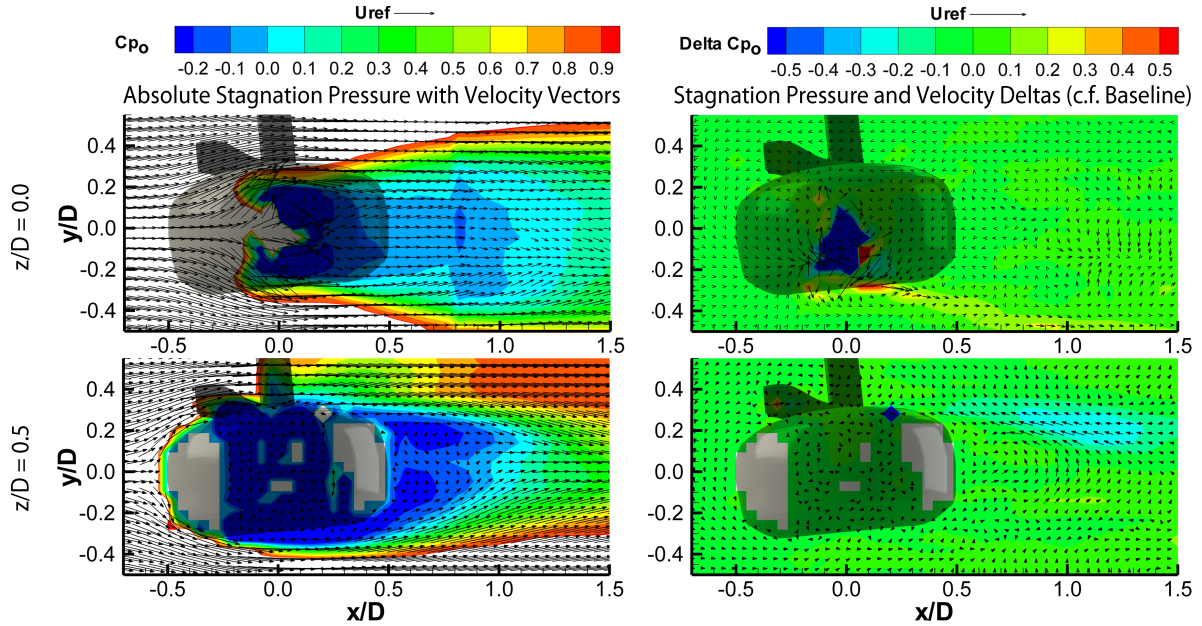 Uref
Cpo
-0.2 -0.1 0.0 0.1 0.2 0.3 0.4 0.5 0.6 0.7 0.8 0.9
Absolute Stagnation Pressure with Velocity Vectors
Uref
Delta Cpo
-0.5 -0.4 -0.3 -0.2 -0.1 0.0 0.1 0.2 0.3 0.4 0.5
Stagnation Pressure and Velocity Deltas (c.f. Baseline)
z/D = 0.0
y/D
0.4
0.2
0.0
-0.2
-0.4
-0.5 0.0 0.5 1.0 1.5
0.4
0.2
0.0
-0.2
-0.4
-0.5 0.0 0.5 1.0 1.5
z/D = 0.5
y/D
0.4
0.2
0.0
-0.2
-0.4
-0.5 0.0 0.5 1.0 1.5
x/D
0.4
0.2
0.0
-0.2
-0.4
-0.5 0.0 0.5 1.0 1.5
x/D